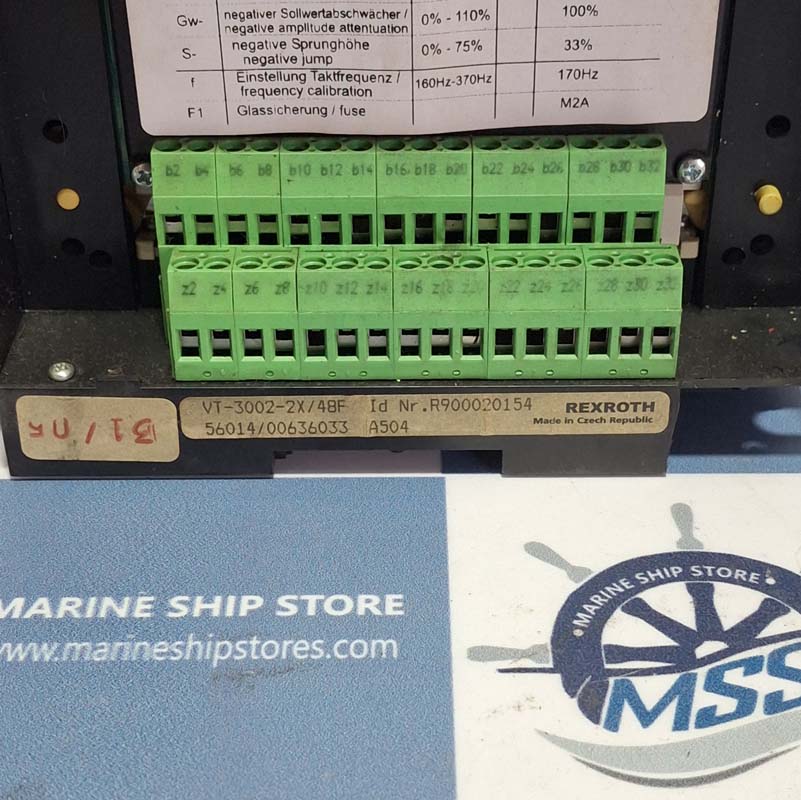 Gw- negativer Sollwertabschwächer / negative amplitude attentuation 0% - 110% 100%
S- negative Sprunghöhe negative jump 0% - 75% 33%
f Einstellung Taktfrequenz / frequency calibration 160Hz-370Hz 170Hz
F1 Glassicherung / fuse M2A
b2 b4 b6 b8 b10 b12 b14 b16 b18 b20 b22 b24 b26 b28 b30 b32
z2 z4 z6 z8 z10 z12 z14 z16 z18 z22 z24 z26 z28 z30 z32
VT-3002-2X/48F Id Nr.R900020154 REXROTH
56014/00636033 A504 Made in Czech Republic
MARINE SHIP STORE
www.marineshipstores.com
MARINE SHIP STORE
MSS